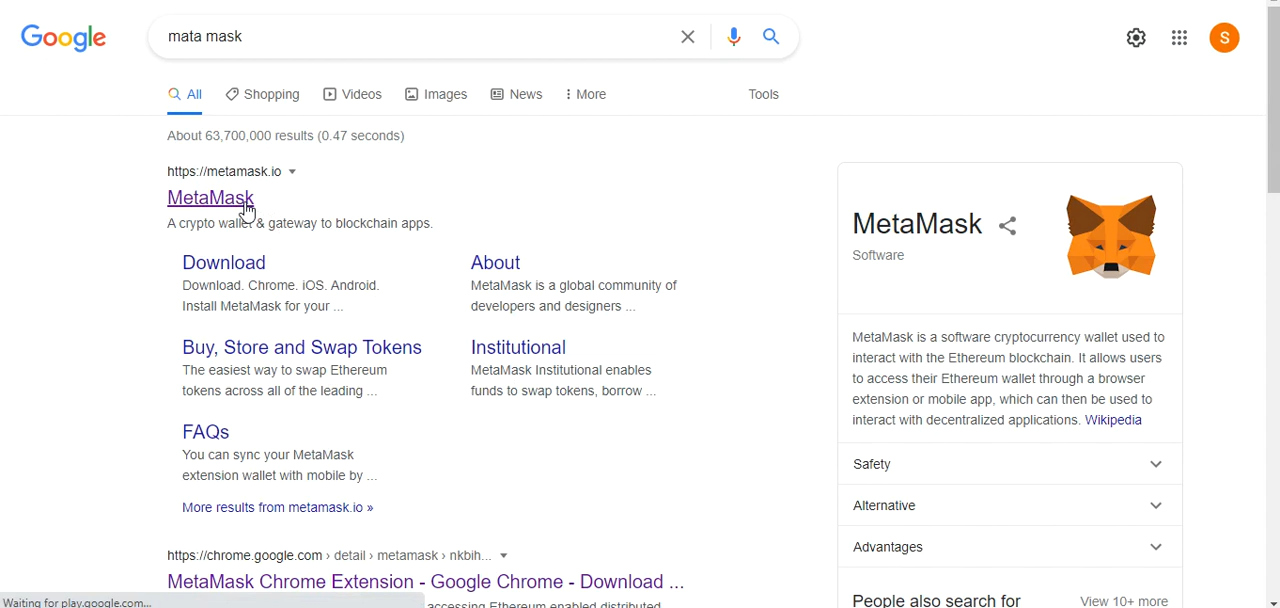 Google
mata mask
S
All
Shopping
Videos
Images
News
More
Tools
About 63,700,000 results (0.47 seconds)
https://metamask.io
MetaMask
A crypto wallet & gateway to blockchain apps.
Download
Download. Chrome. iOS. Android.
Install MetaMask for your ...
About
MetaMask is a global community of
developers and designers ...
Buy, Store and Swap Tokens
The easiest way to swap Ethereum
tokens across all of the leading ...
Institutional
MetaMask Institutional enables
funds to swap tokens, borrow ...
FAQs
You can sync your MetaMask
extension wallet with mobile by ...
More results from metamask.io »
https://chrome.google.com › detail › metamask › nkbih...
MetaMask Chrome Extension - Google Chrome - Download ...
accessing Ethereum enabled distributed
Waiting for play.google.com...
MetaMask
Software
MetaMask is a software cryptocurrency wallet used to
interact with the Ethereum blockchain. It allows users
to access their Ethereum wallet through a browser
extension or mobile app, which can then be used to
interact with decentralized applications. Wikipedia
Safety
Alternative
Advantages
People also search for
View 10+ more